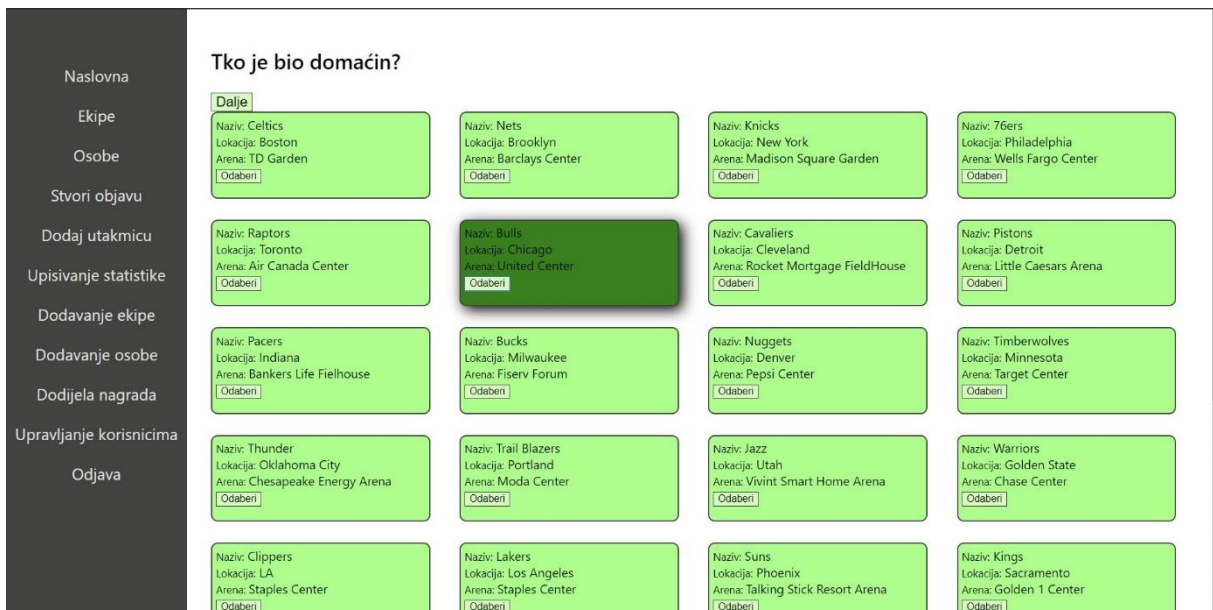 Naslovna
Ekipe
Osobe
Stvori objavu
Dodaj utakmicu
Upisivanje statistike
Dodavanje ekipe
Dodavanje osobe
Dodijela nagrada
Upravljanje korisnicima
Odjava
Tko je bio domaćin?
Dalje
Naziv: Celtics
Lokacija: Boston
Arena: TD Garden
Odaberi
Naziv: Nets
Lokacija: Brooklyn
Arena: Barclays Center
Odaberi
Naziv: Knicks
Lokacija: New York
Arena: Madison Square Garden
Odaberi
Naziv: 76ers
Lokacija: Philadelphia
Arena: Wells Fargo Center
Odaberi
Naziv: Raptors
Lokacija: Toronto
Arena: Air Canada Center
Odaberi
Naziv: Bulls
Lokacija: Chicago
Arena: United Center
Odaberi
Naziv: Cavaliers
Lokacija: Cleveland
Arena: Rocket Mortgage FieldHouse
Odaberi
Naziv: Pistons
Lokacija: Detroit
Arena: Little Caesars Arena
Odaberi
Naziv: Pacers
Lokacija: Indiana
Arena: Bankers Life Fielhouse
Odaberi
Naziv: Bucks
Lokacija: Milwaukee
Arena: Fiserv Forum
Odaberi
Naziv: Nuggets
Lokacija: Denver
Arena: Pepsi Center
Odaberi
Naziv: Timberwolves
Lokacija: Minnesota
Arena: Target Center
Odaberi
Naziv: Thunder
Lokacija: Oklahoma City
Arena: Chesapeake Energy Arena
Odaberi
Naziv: Trail Blazers
Lokacija: Portland
Arena: Moda Center
Odaberi
Naziv: Jazz
Lokacija: Utah
Arena: Vivint Smart Home Arena
Odaberi
Naziv: Warriors
Lokacija: Golden State
Arena: Chase Center
Odaberi
Naziv: Clippers
Lokacija: LA
Arena: Staples Center
Odaberi
Naziv: Lakers
Lokacija: Los Angeles
Arena: Staples Center
Odaberi
Naziv: Suns
Lokacija: Phoenix
Arena: Talking Stick Resort Arena
Odaberi
Naziv: Kings
Lokacija: Sacramento
Arena: Golden 1 Center
Odaberi